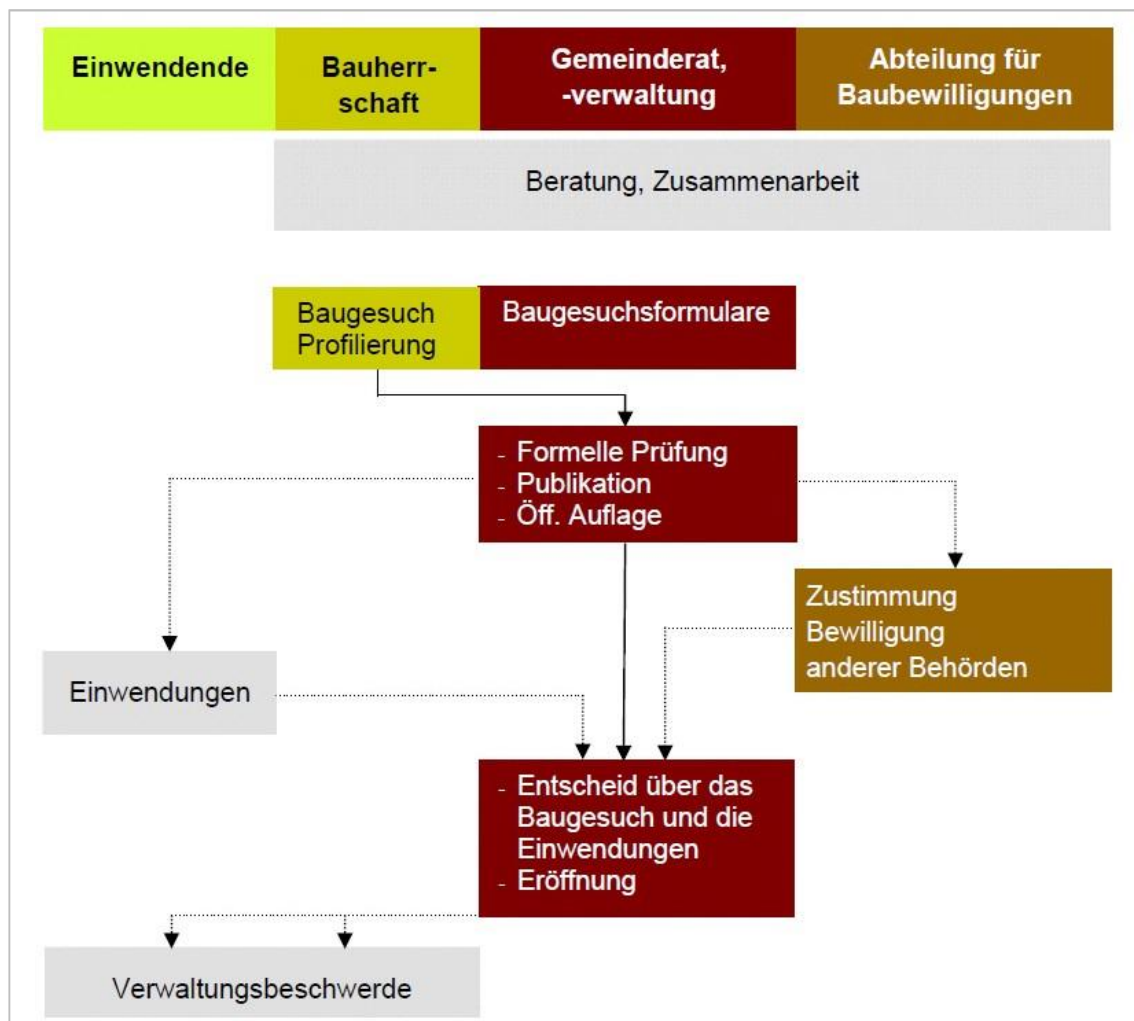 Einwendende
Bauherr-
schaft
Gemeinderat,
-verwaltung
Abteilung für
Baubewilligungen
Beratung, Zusammenarbeit
Baugesuch
Profilierung
Baugesuchsformulare
- Formelle Prüfung
- Publikation
- Öff. Auflage
Zustimmung
Bewilligung
anderer Behörden
Einwendungen
- Entscheid über das
Baugesuch und die
Einwendungen
- Eröffnung
Verwaltungsbeschwerde